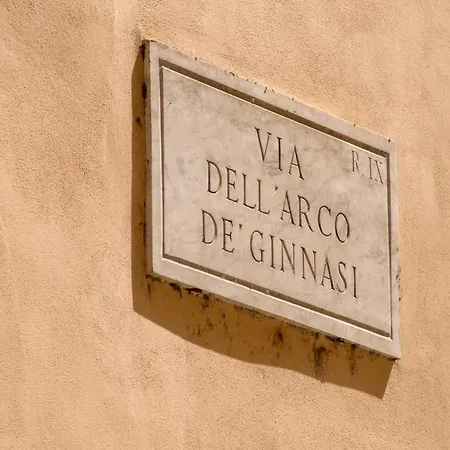 R. IX
VIA
DELL'ARCO
DE' GINNASI